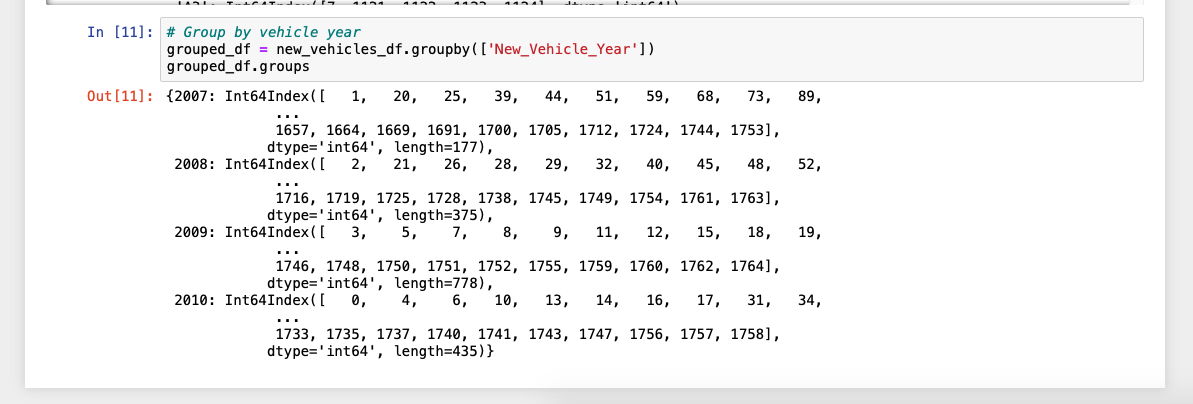 In [11]: # Group by vehicle year
grouped_df = new_vehicles_df.groupby(['New_Vehicle_Year'])
grouped_df.groups
Out[11]: {2007: Int64Index([   1,   20,   25,   39,   44,   51,   59,   68,   73,   89,
...
1657, 1664, 1669, 1691, 1700, 1705, 1712, 1724, 1744, 1753],
dtype='int64', length=177),
2008: Int64Index([   2,   21,   26,   28,   29,   32,   40,   45,   48,   52,
...
1716, 1719, 1725, 1728, 1738, 1745, 1749, 1754, 1761, 1763],
dtype='int64', length=375),
2009: Int64Index([   3,    5,    7,    8,    9,   11,   12,   15,   18,   19,
...
1746, 1748, 1750, 1751, 1752, 1755, 1759, 1760, 1762, 1764],
dtype='int64', length=778),
2010: Int64Index([   0,    4,    6,   10,   13,   14,   16,   17,   31,   34,
...
1733, 1735, 1737, 1740, 1741, 1743, 1747, 1756, 1757, 1758],
dtype='int64', length=435)}